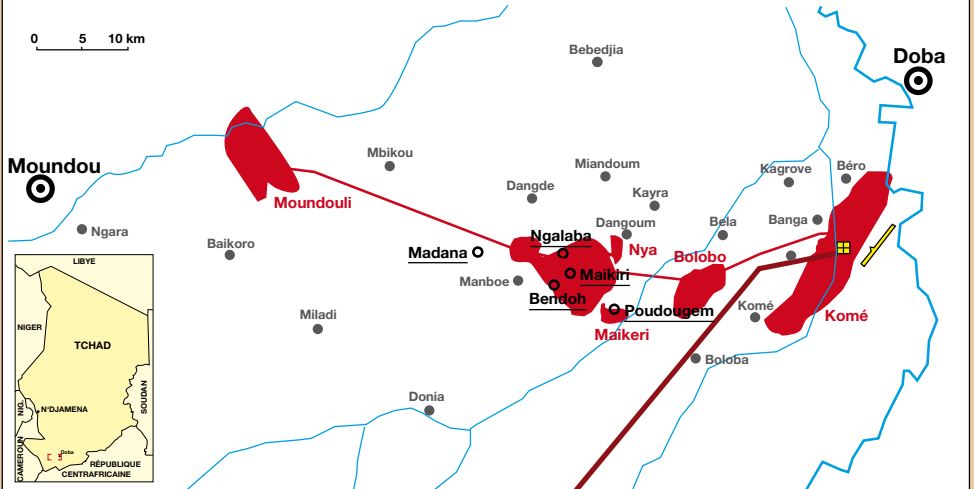 0 5 10 km
Bebedjia
Doba
Moundou
Mbikou
Miandoum
Kagrove
Béro
Dangde
Kayra
Moundouli
Ngara
Baikoro
Dangoum
Bela
Banga
Ngalaba
Nya
Madana
Bolobo
Manboe
Maikiri
Bendoh
Poudougem
Komé
Komé
Miladi
Maikeri
Boloba
Donia
LIBYE
NIGER
TCHAD
SOUDAN
NIG.
N'DJAMENA
CAMEROUN
Doba
RÉPUBLIQUE
CENTRAFRICAINE